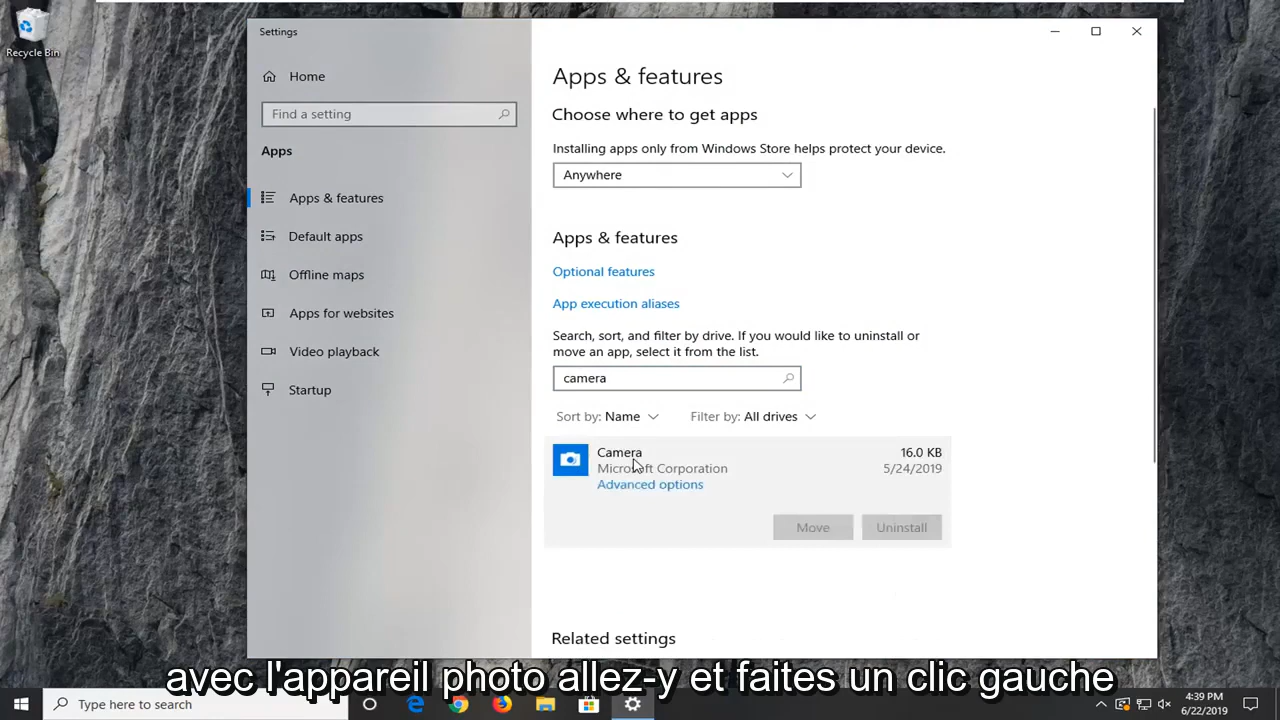 Recycle Bin
Settings
Home
Find a setting
Apps
Apps & features
Default apps
Offline maps
Apps for websites
Video playback
Startup
Apps & features
Choose where to get apps
Installing apps only from Windows Store helps protect your device.
Anywhere
Apps & features
Optional features
App execution aliases
Search, sort, and filter by drive. If you would like to uninstall or
move an app, select it from the list.
camera
Sort by: Name Filter by: All drives
Camera 16.0 KB
Microsoft Corporation 5/24/2019
Advanced options
Move Uninstall
Related settings
avec l'appareil photo allez-y et faites un clic gauche
Type here to search
4:39 PM
6/22/2019